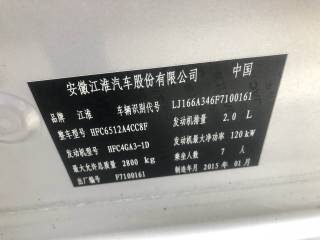 安徽江淮汽车股份有限公司 中国
品牌 江淮 车辆识别代号 LJ166A346F7100161
整车型号 HFC6512A4CC8F 发动机排量 2.0 L
发动机型号 HFC4GA3-1D 发动机最大净功率 120 kW
最大允许总质量 2800 kg 乘坐人数 7 人
出厂编号 F7100161 制造年月 2015 年 01 月